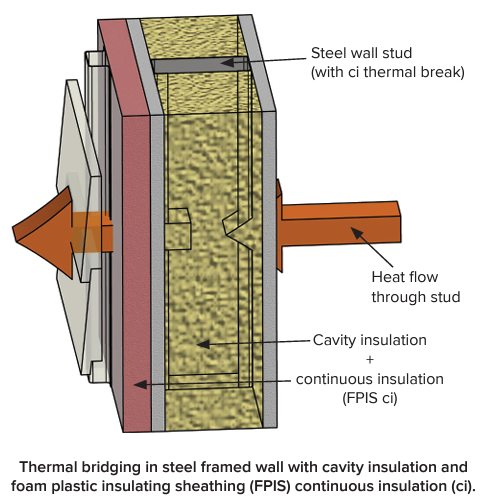 Steel wall stud
(with ci thermal break)
Heat flow
through stud
Cavity insulation
+
continuous insulation
(FPIS ci)
Thermal bridging in steel framed wall with cavity insulation and
foam plastic insulating sheathing (FPIS) continuous insulation (ci).